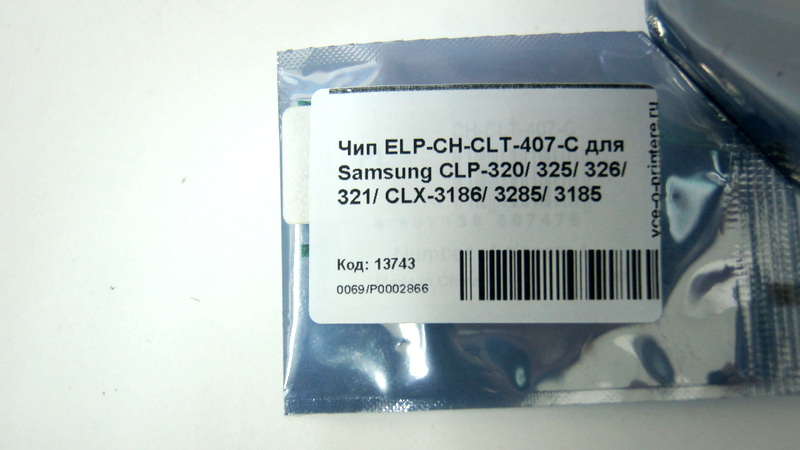 Чип ELP-CH-CLT-407-C для
Samsung CLP-320/ 325/ 326/
321/ CLX-3186/ 3285/ 3185
Код: 13743
0069/P0002866
vce-o-printere.ru